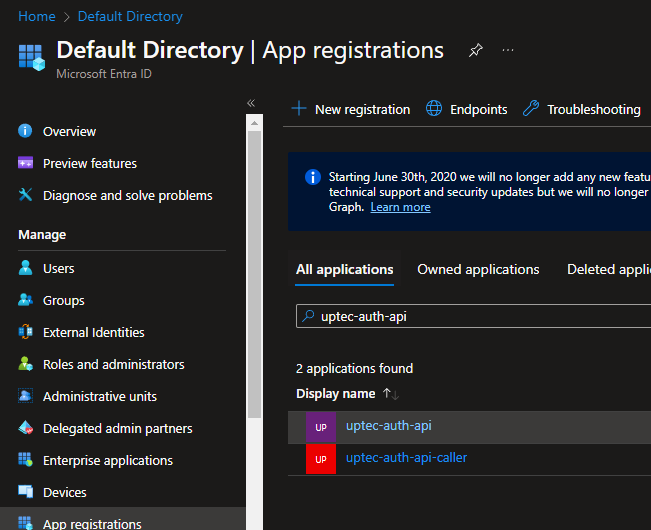 Home > Default Directory
Default Directory | App registrations
Microsoft Entra ID
Overview
Preview features
Diagnose and solve problems
Manage
Users
Groups
External Identities
Roles and administrators
Administrative units
Delegated admin partners
Enterprise applications
Devices
App registrations
New registration
Endpoints
Troubleshooting
Starting June 30th, 2020 we will no longer add any new featu
technical support and security updates but we will no longer
Graph. Learn more
All applications
Owned applications
Deleted appli
uptec-auth-api
2 applications found
Display name ↑↓
UP uptec-auth-api
UP uptec-auth-api-caller